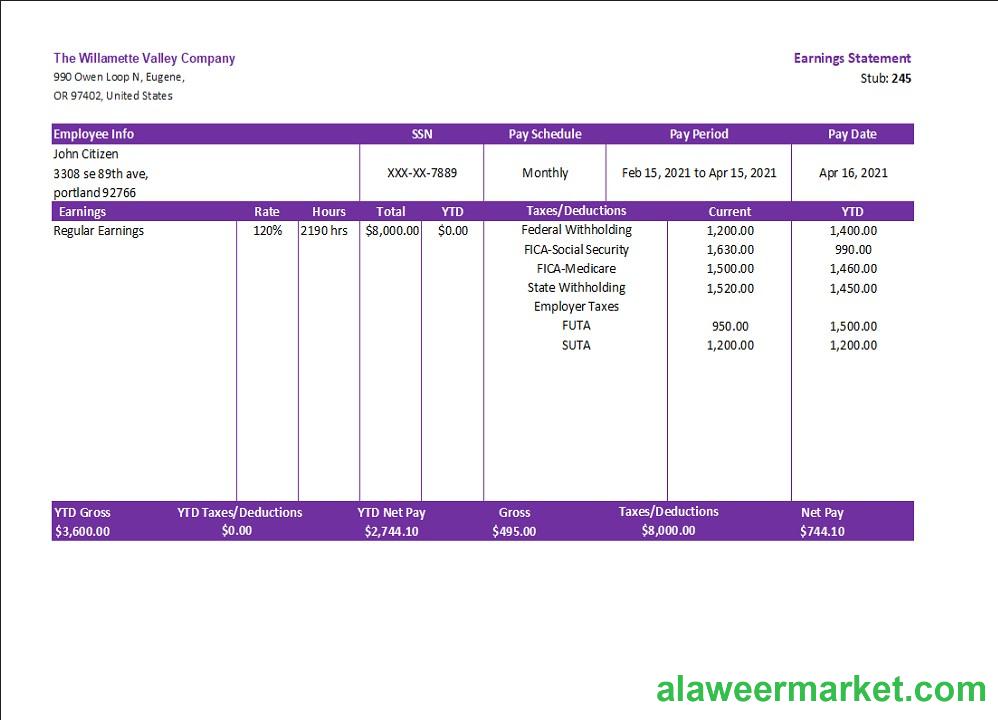 The Willamette Valley Company Earnings Statement
990 Owen Loop N, Eugene, Stub: 245
OR 97402, United States
Employee Info SSN Pay Schedule Pay Period Pay Date
John Citizen
3308 se 89th ave, XXX-XX-7889 Monthly Feb 15, 2021 to Apr 15, 2021 Apr 16, 2021
portland 92766
Earnings Rate Hours Total YTD Taxes/Deductions Current YTD
Regular Earnings 120% 2190 hrs $8,000.00 $0.00 Federal Withholding 1,200.00 1,400.00
FICA-Social Security 1,630.00 990.00
FICA-Medicare 1,500.00 1,460.00
State Withholding 1,520.00 1,450.00
Employer Taxes
FUTA 950.00 1,500.00
SUTA 1,200.00 1,200.00
YTD Gross YTD Taxes/Deductions YTD Net Pay Gross Taxes/Deductions Net Pay
$3,600.00 $0.00 $2,744.10 $495.00 $8,000.00 $744.10
alaweermarket.com